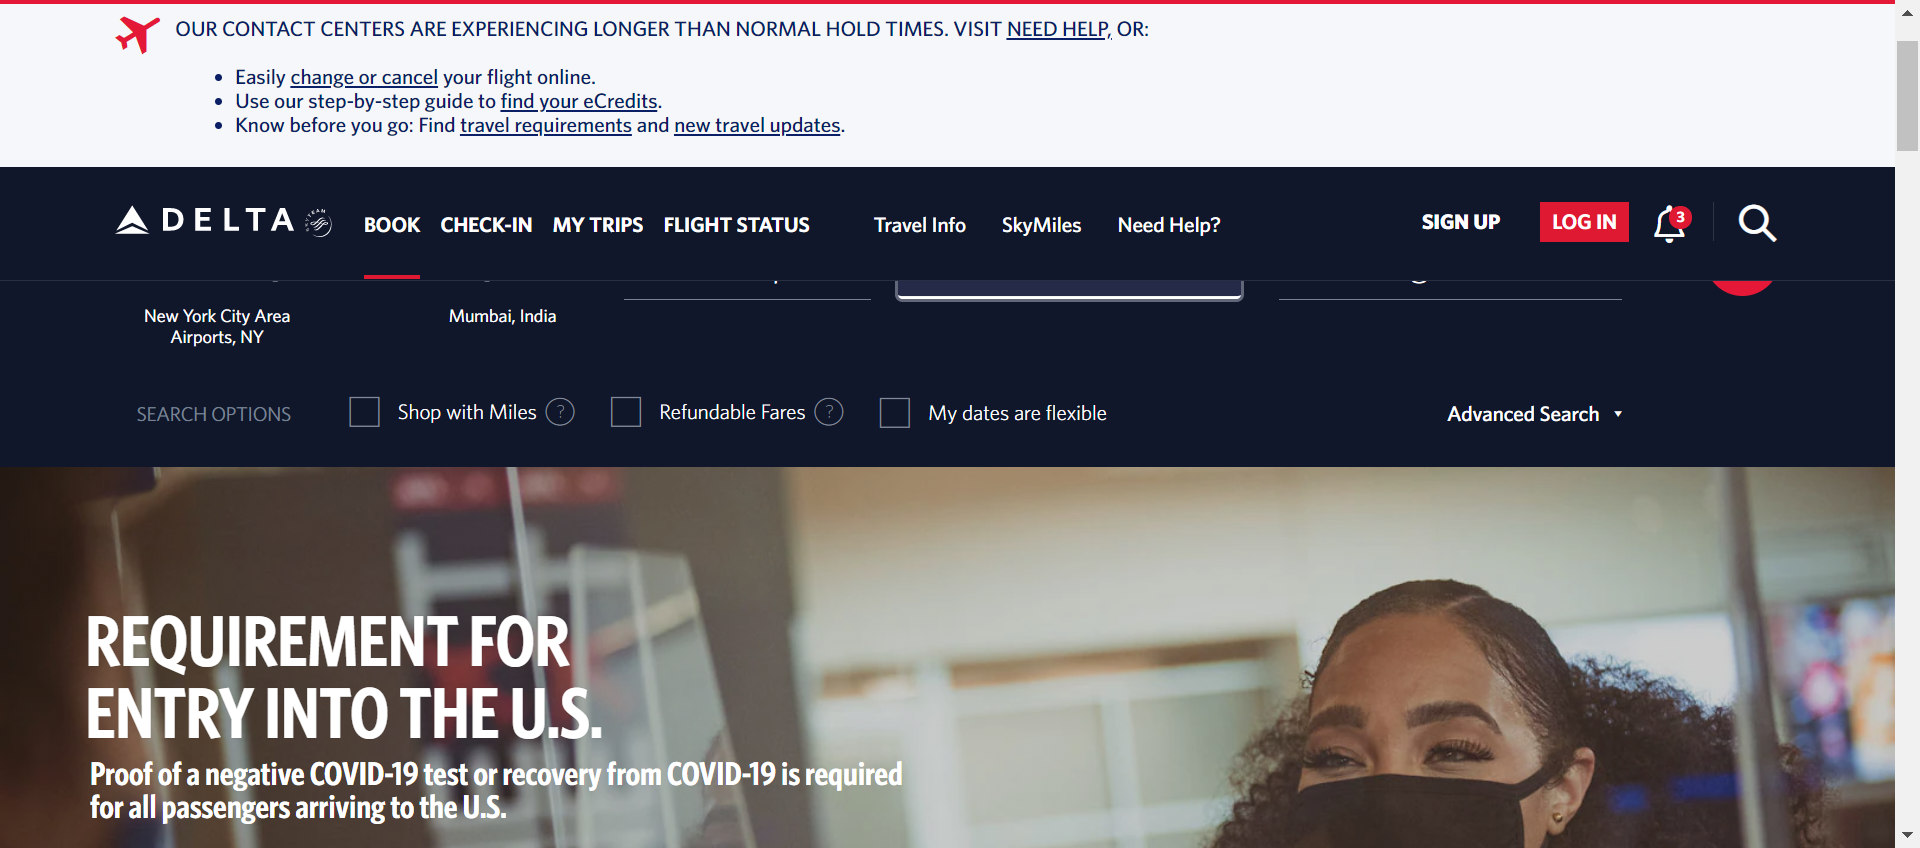 OUR CONTACT CENTERS ARE EXPERIENCING LONGER THAN NORMAL HOLD TIMES. VISIT NEED HELP, OR:
• Easily change or cancel your flight online.
• Use our step-by-step guide to find your eCredits.
• Know before you go: Find travel requirements and new travel updates.
DELTA BOOK CHECK-IN MY TRIPS FLIGHT STATUS Travel Info SkyMiles Need Help? SIGN UP LOG IN 3
New York City Area
Airports, NY
Mumbai, India
SEARCH OPTIONS Shop with Miles ? Refundable Fares ? My dates are flexible Advanced Search
REQUIREMENT FOR
ENTRY INTO THE U.S.
Proof of a negative COVID-19 test or recovery from COVID-19 is required
for all passengers arriving to the U.S.